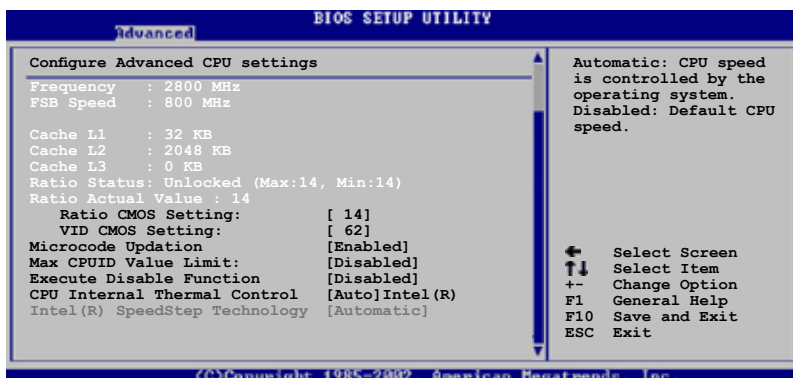 BIOS SETUP UTILITY
Advanced
Configure Advanced CPU settings
Frequency : 2800 MHz
FSB Speed : 800 MHz
Cache L1 : 32 KB
Cache L2 : 2048 KB
Cache L3 : 0 KB
Ratio Status: Unlocked (Max:14, Min:14)
Ratio Actual Value : 14
Ratio CMOS Setting: [ 14]
VID CMOS Setting: [ 62]
Microcode Updation [Enabled]
Max CPUID Value Limit: [Disabled]
Execute Disable Function [Disabled]
CPU Internal Thermal Control [Auto]Intel(R)
Intel(R) SpeedStep Technology [Automatic]
Automatic: CPU speed
is controlled by the
operating system.
Disabled: Default CPU
speed.
Select Screen
Select Item
+- Change Option
F1 General Help
F10 Save and Exit
ESC Exit
(C)Copyright 1985-2002, American Megatrends, Inc